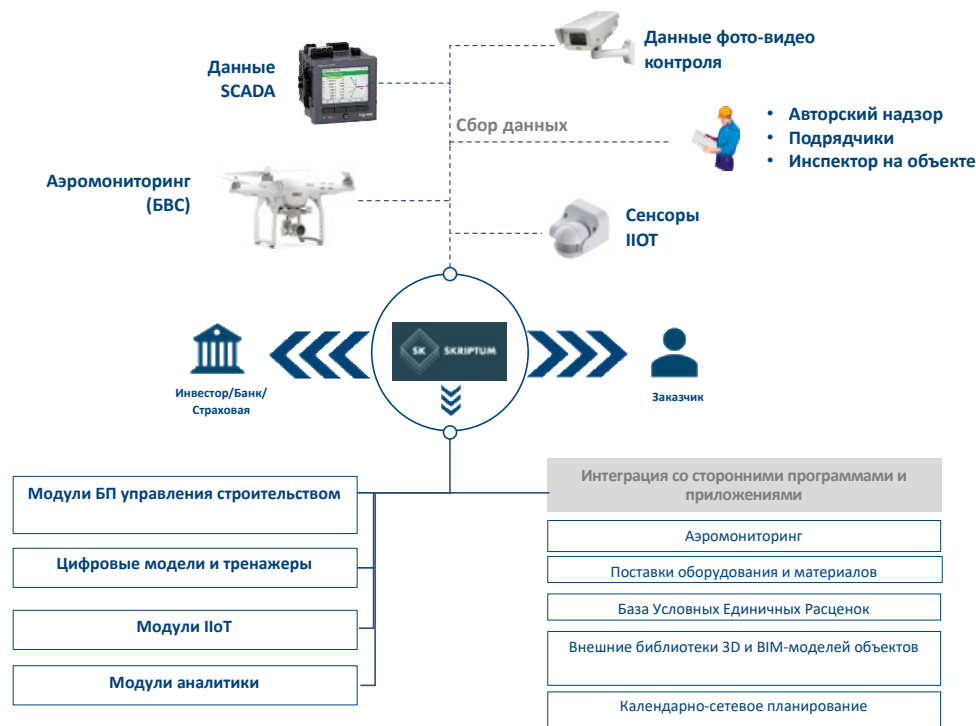 Данные
SCADA
Данные фото-видео
контроля
Сбор данных
• Авторский надзор
• Подрядчики
• Инспектор на объекте
Аэромониторинг
(БВС)
Сенсоры
IIOT
SK SKRIPTUM
Инвестор/Банк/
Страховая
Заказчик
Модули БП управления строительством
Цифровые модели и тренажеры
Модули IIoT
Модули аналитики
Интеграция со сторонними программами и
приложениями
Аэромониторинг
Поставки оборудования и материалов
База Условных Единичных Расценок
Внешние библиотеки 3D и BIM-моделей объектов
Календарно-сетевое планирование